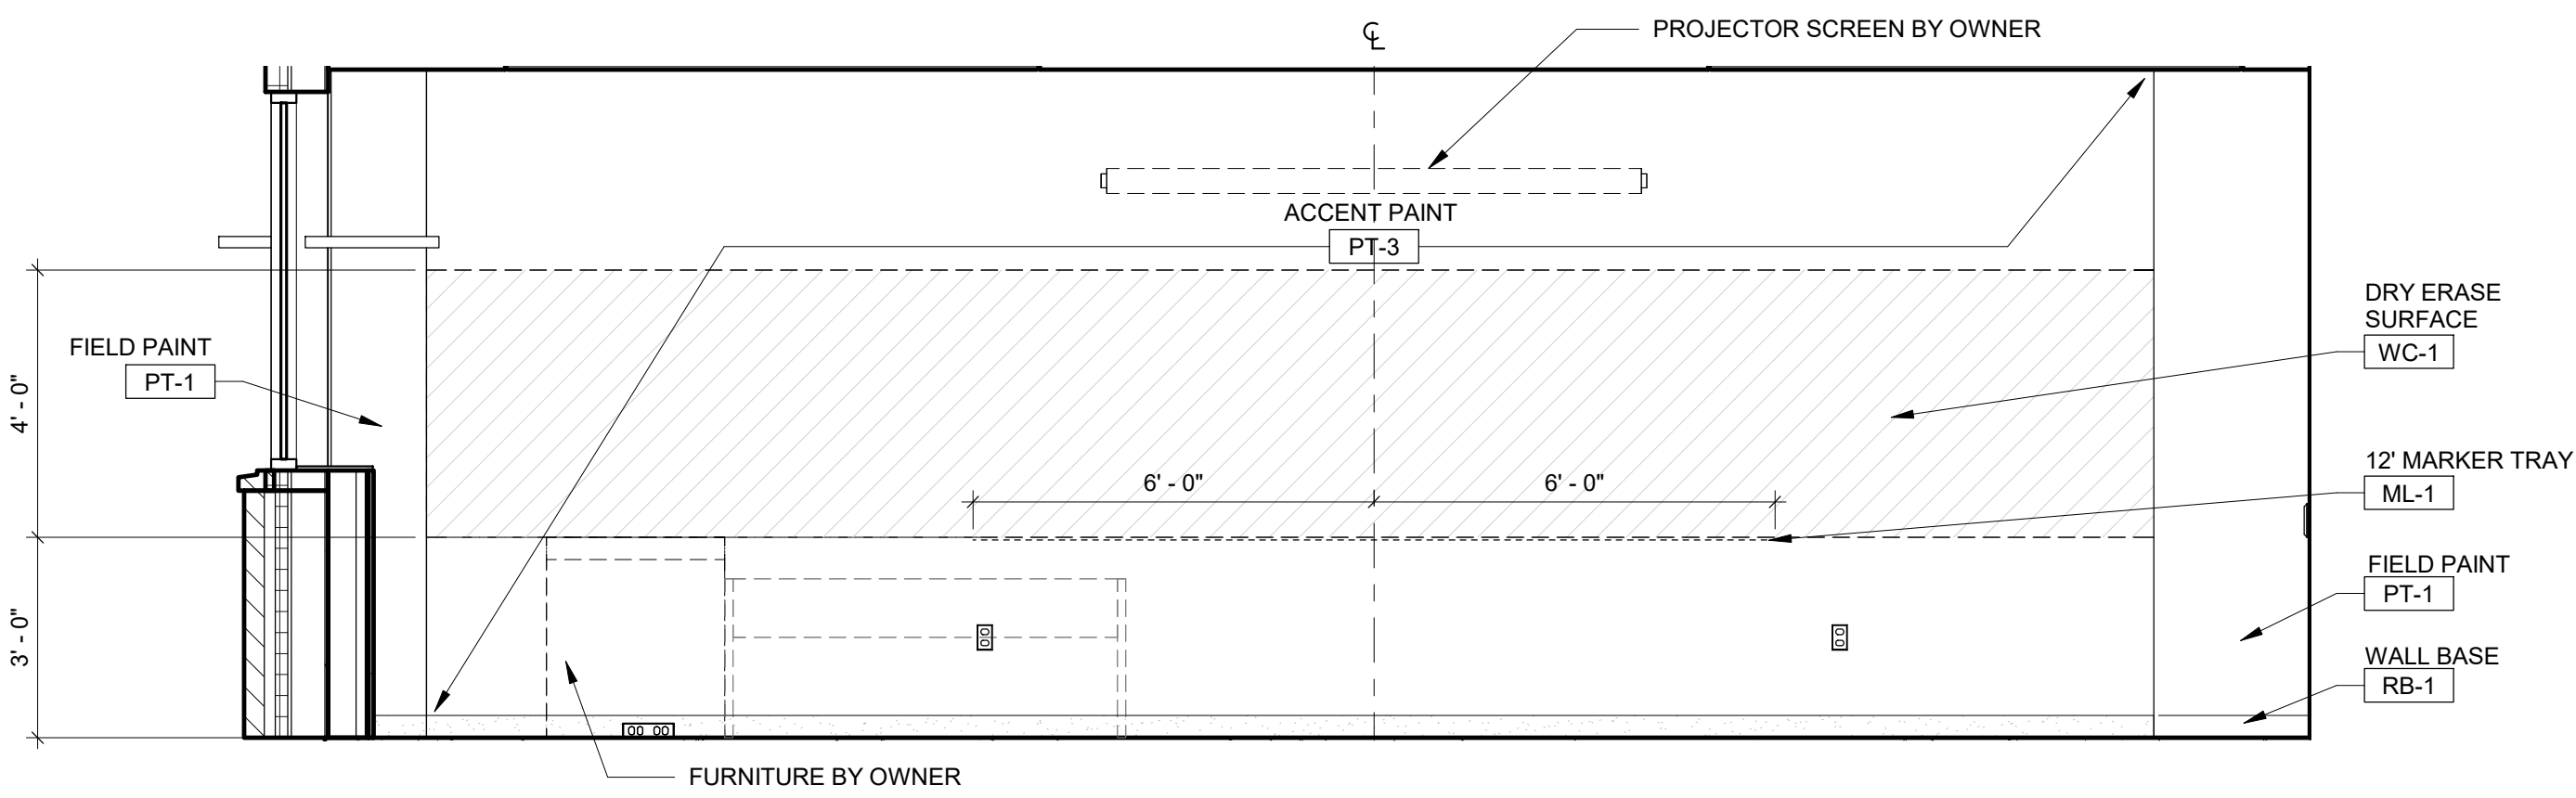 ℄
PROJECTOR SCREEN BY OWNER
ACCENT PAINT
PT-3
DRY ERASE
SURFACE
WC-1
FIELD PAINT
PT-1
4' - 0"
6' - 0"
6' - 0"
12' MARKER TRAY
ML-1
3' - 0"
FIELD PAINT
PT-1
WALL BASE
RB-1
FURNITURE BY OWNER